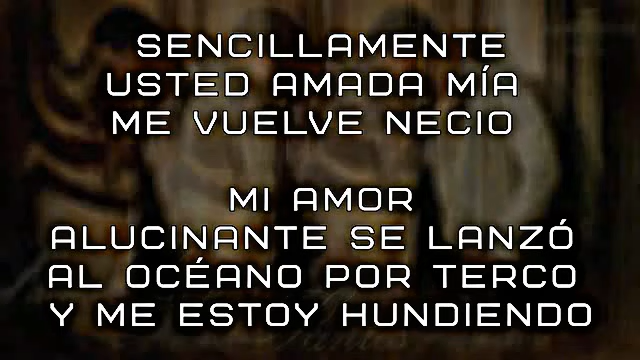 SENCILLAMENTE
USTED AMADA MÍA
ME VUELVE NECIO
MI AMOR
ALUCINANTE SE LANZÓ
AL OCÉANO POR TERCO
Y ME ESTOY HUNDIENDO